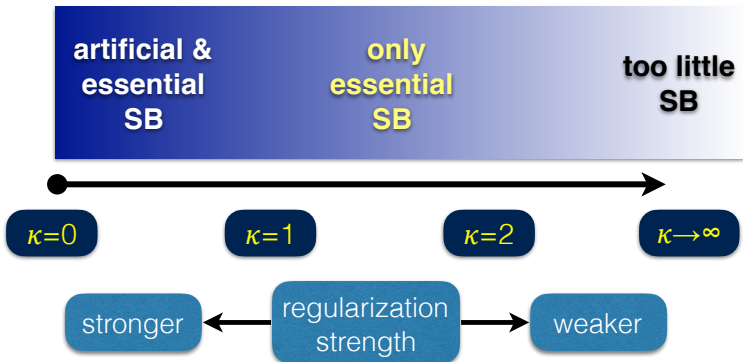 artificial &
essential
SB
only
essential
SB
too little
SB
κ=0
κ=1
κ=2
κ→∞
stronger
regularization
strength
weaker